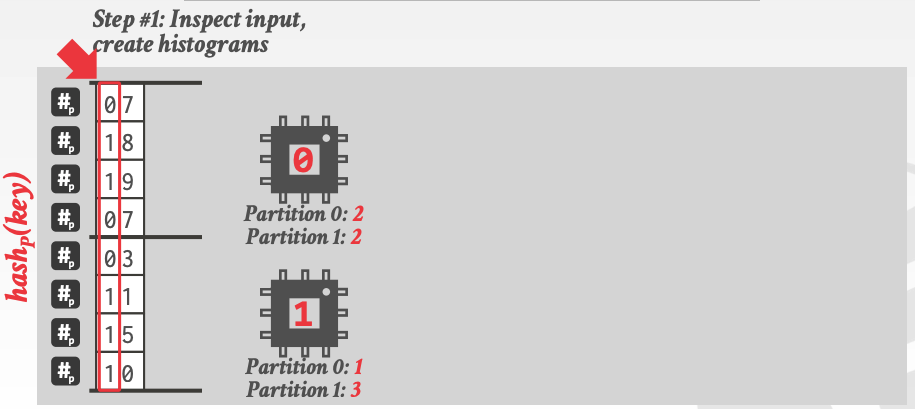 Step #1: Inspect input,
create histograms
hashp(key)
#p 07
#p 18
#p 19
#p 07
#p 03
#p 11
#p 15
#p 10
0
Partition 0: 2
Partition 1: 2
1
Partition 0: 1
Partition 1: 3